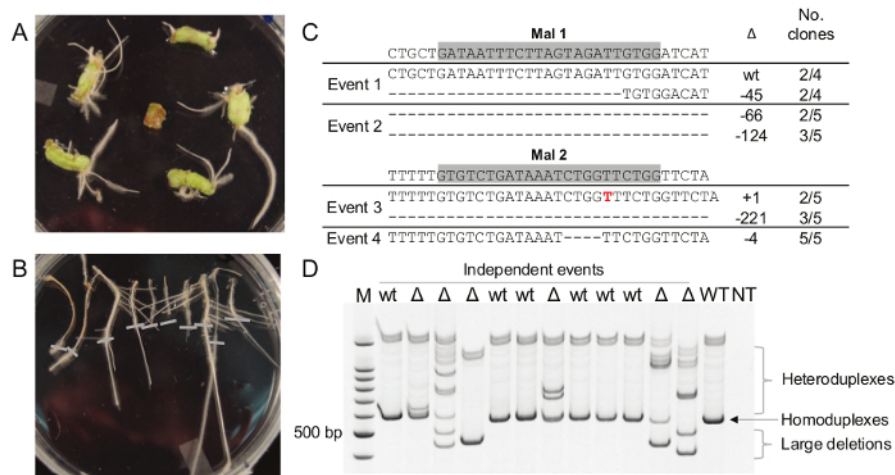 A
B
C
Mal 1
Δ
No. clones
CTGCTGATAATTTCTTAGTAGATTGTGGATCAT
Event 1
CTGCTGATAATTTCTTAGTAGATTGTGGATCAT wt 2/4
------------------------TGTGGACAT -45 2/4
Event 2
--------------------------------- -66 2/5
--------------------------------- -124 3/5
Mal 2
TTTTTGTGTCTGATAAATCTGGTTCTGGTTCTA
Event 3
TTTTTGTGTCTGATAAATCTGGTTTCTGGTTCTA +1 2/5
--------------------------------- -221 3/5
Event 4 TTTTTGTGTCTGATAAAT----TTCTGGTTCTA -4 5/5
D
Independent events
M wt Δ Δ Δ wt wt Δ wt wt wt Δ Δ WT NT
Heteroduplexes
Homoduplexes
500 bp
Large deletions